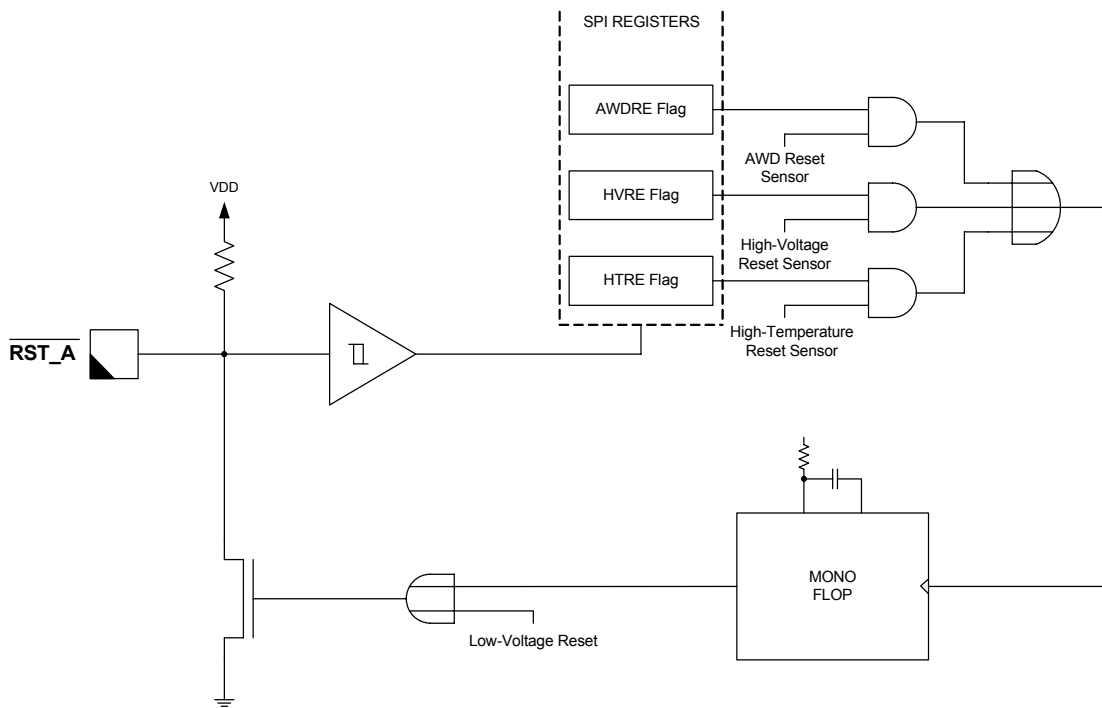 SPI REGISTERS
AWDRE Flag
AWD Reset
Sensor
VDD
HVRE Flag
High-Voltage
Reset Sensor
HTRE Flag
High-Temperature
Reset Sensor
RST_A
MONO
FLOP
Low-Voltage Reset